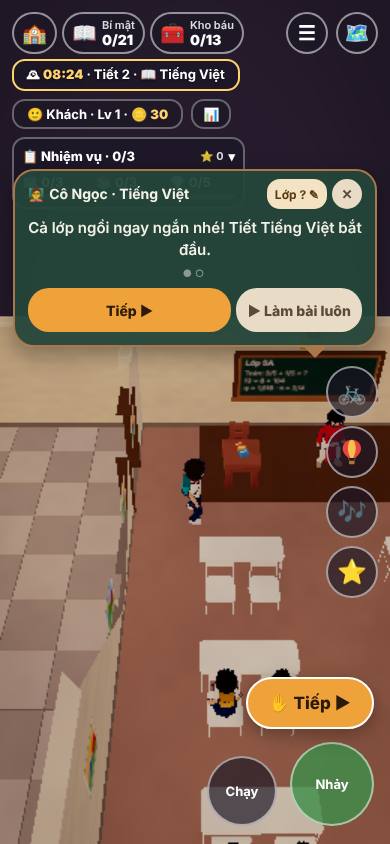 Bí mật
0/21
Kho báu
0/13
08:24 · Tiết 2 · Tiếng Việt
Khách · Lv 1 · 30
Nhiệm vụ · 0/3
0 ▾
Cô Ngọc · Tiếng Việt
Lớp ? ✎
✕
Cả lớp ngồi ngay ngắn nhé! Tiết Tiếng Việt bắt
đầu.
Tiếp ▶
▶ Làm bài luôn
Lớp 5A
Tiếp ▶
Chạy
Nhảy